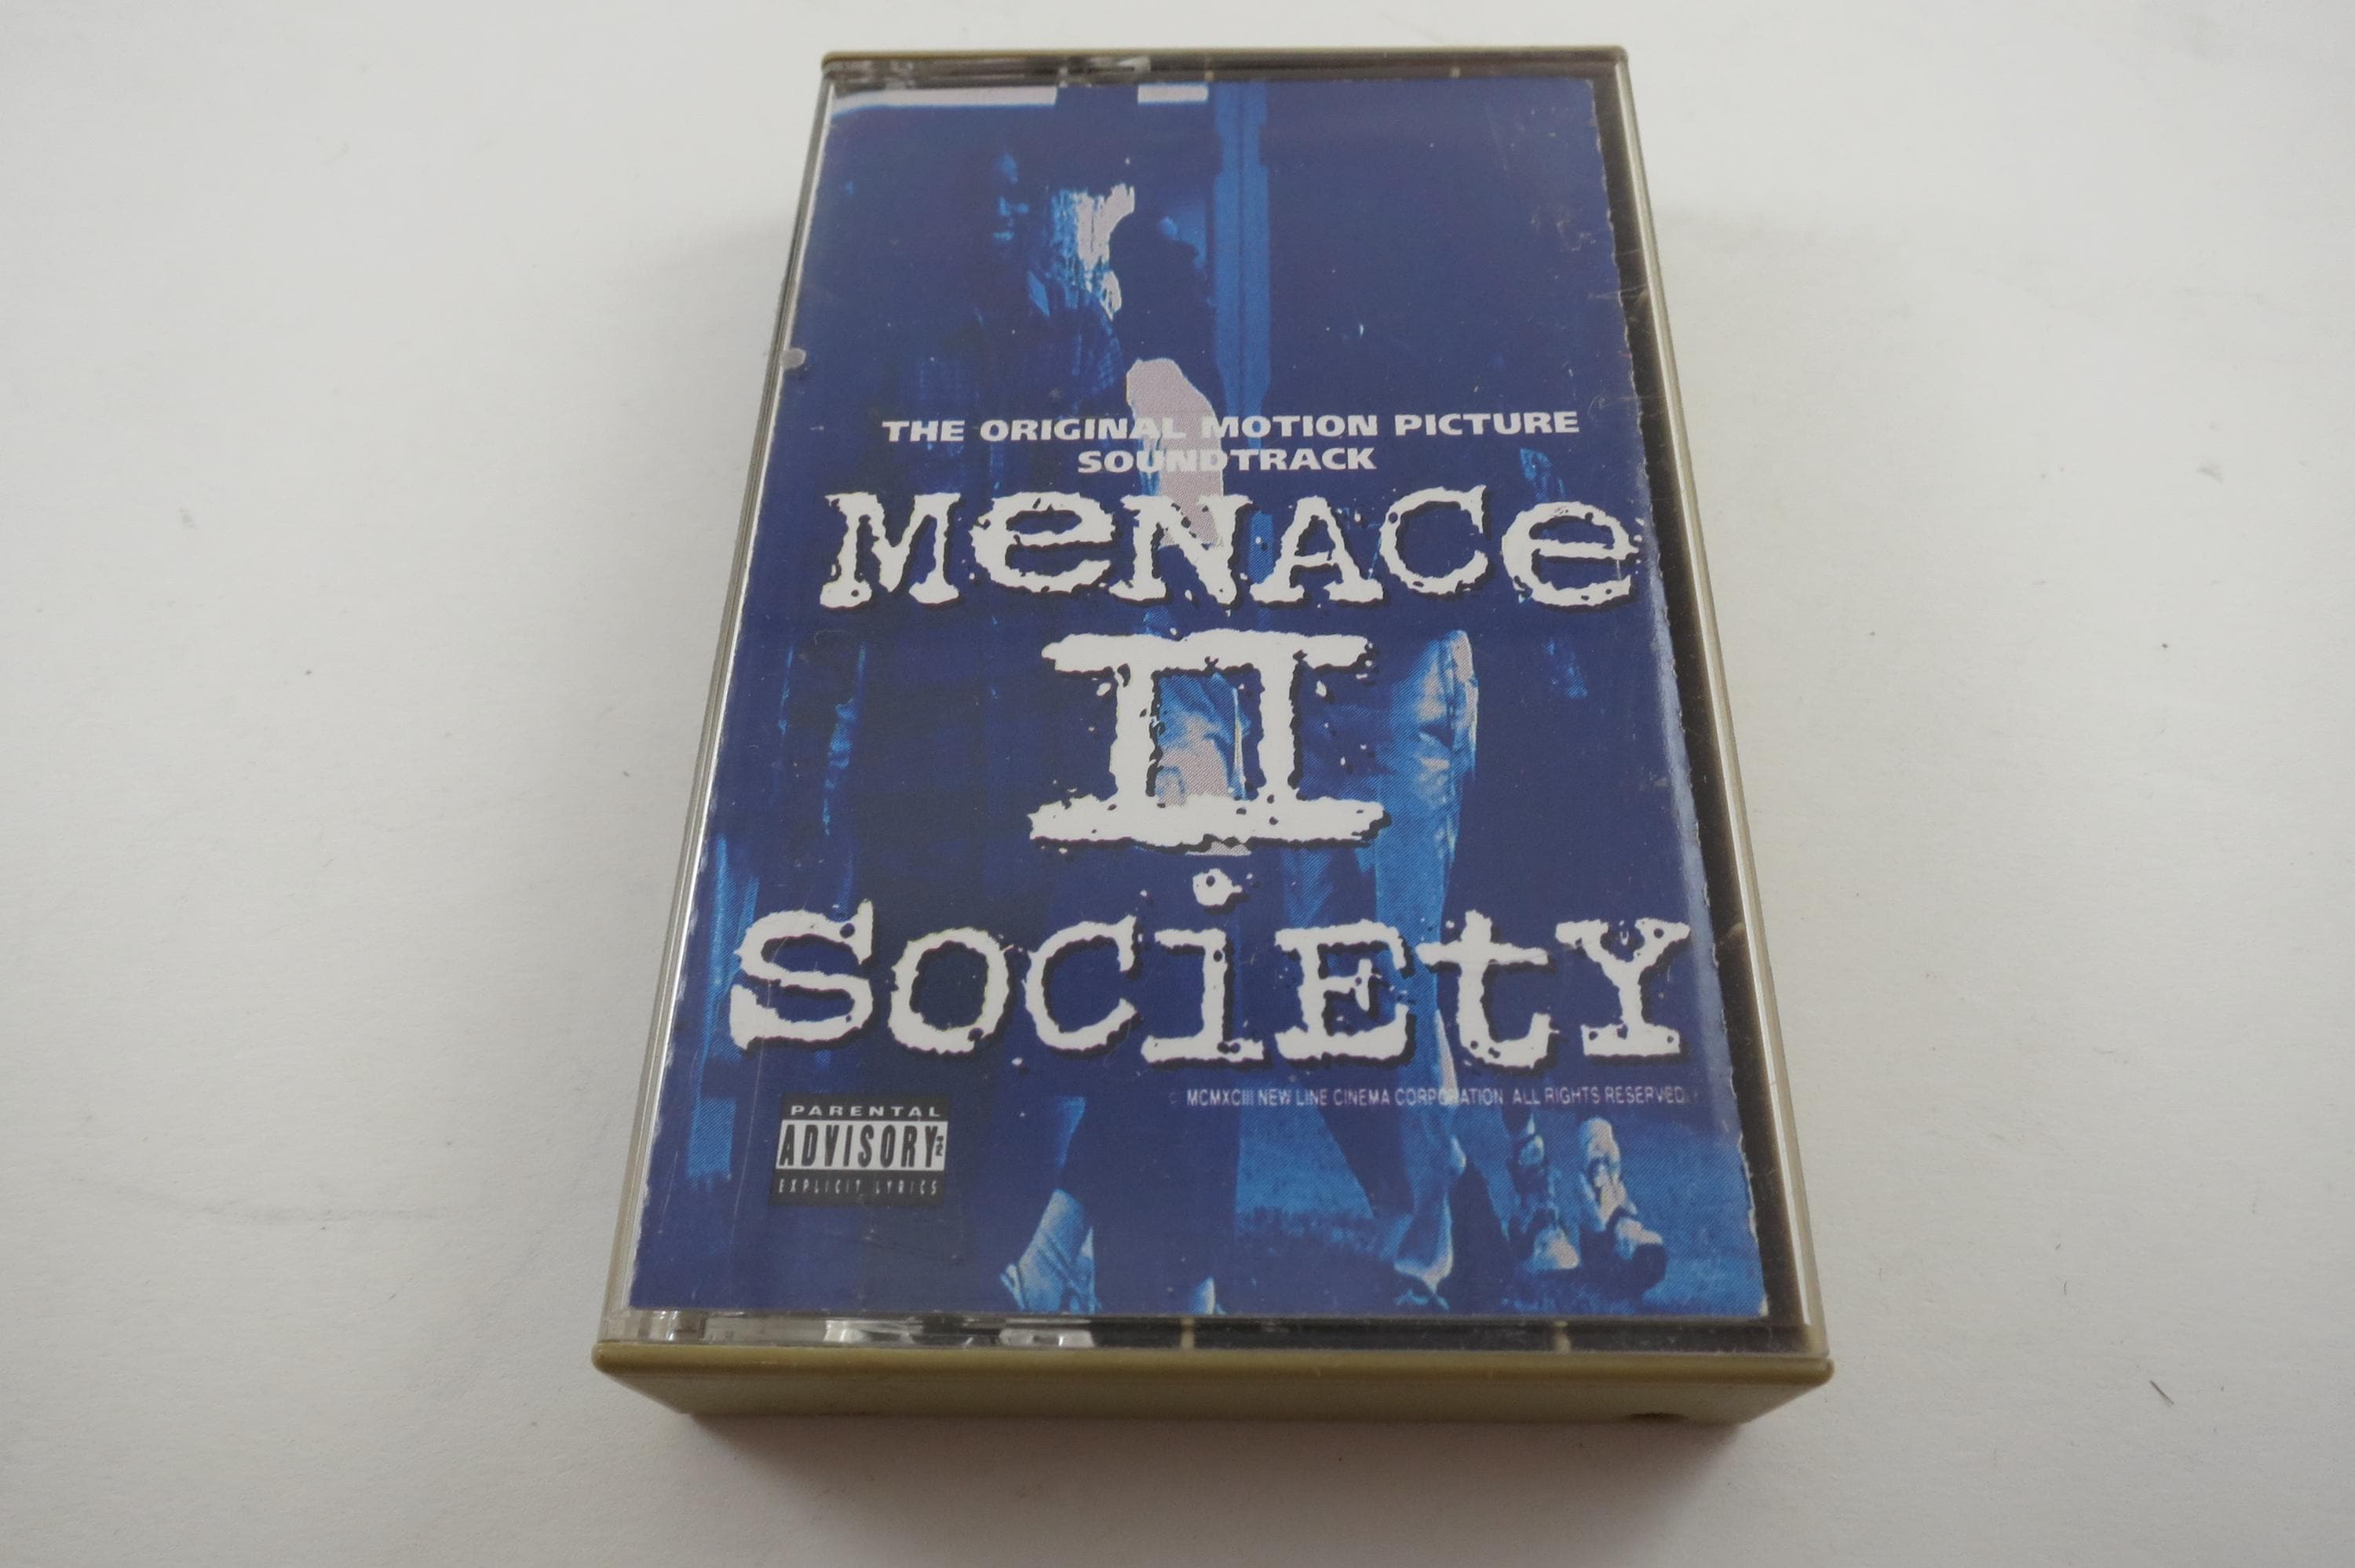 THE ORIGINAL MOTION PICTURE
SOUNDTRACK
MeNACe
II
SOCiEtY
MCMXCIII NEW LINE CINEMA CORPORATION. ALL RIGHTS RESERVED.
PARENTAL
ADVISORY
EXPLICIT LYRICS